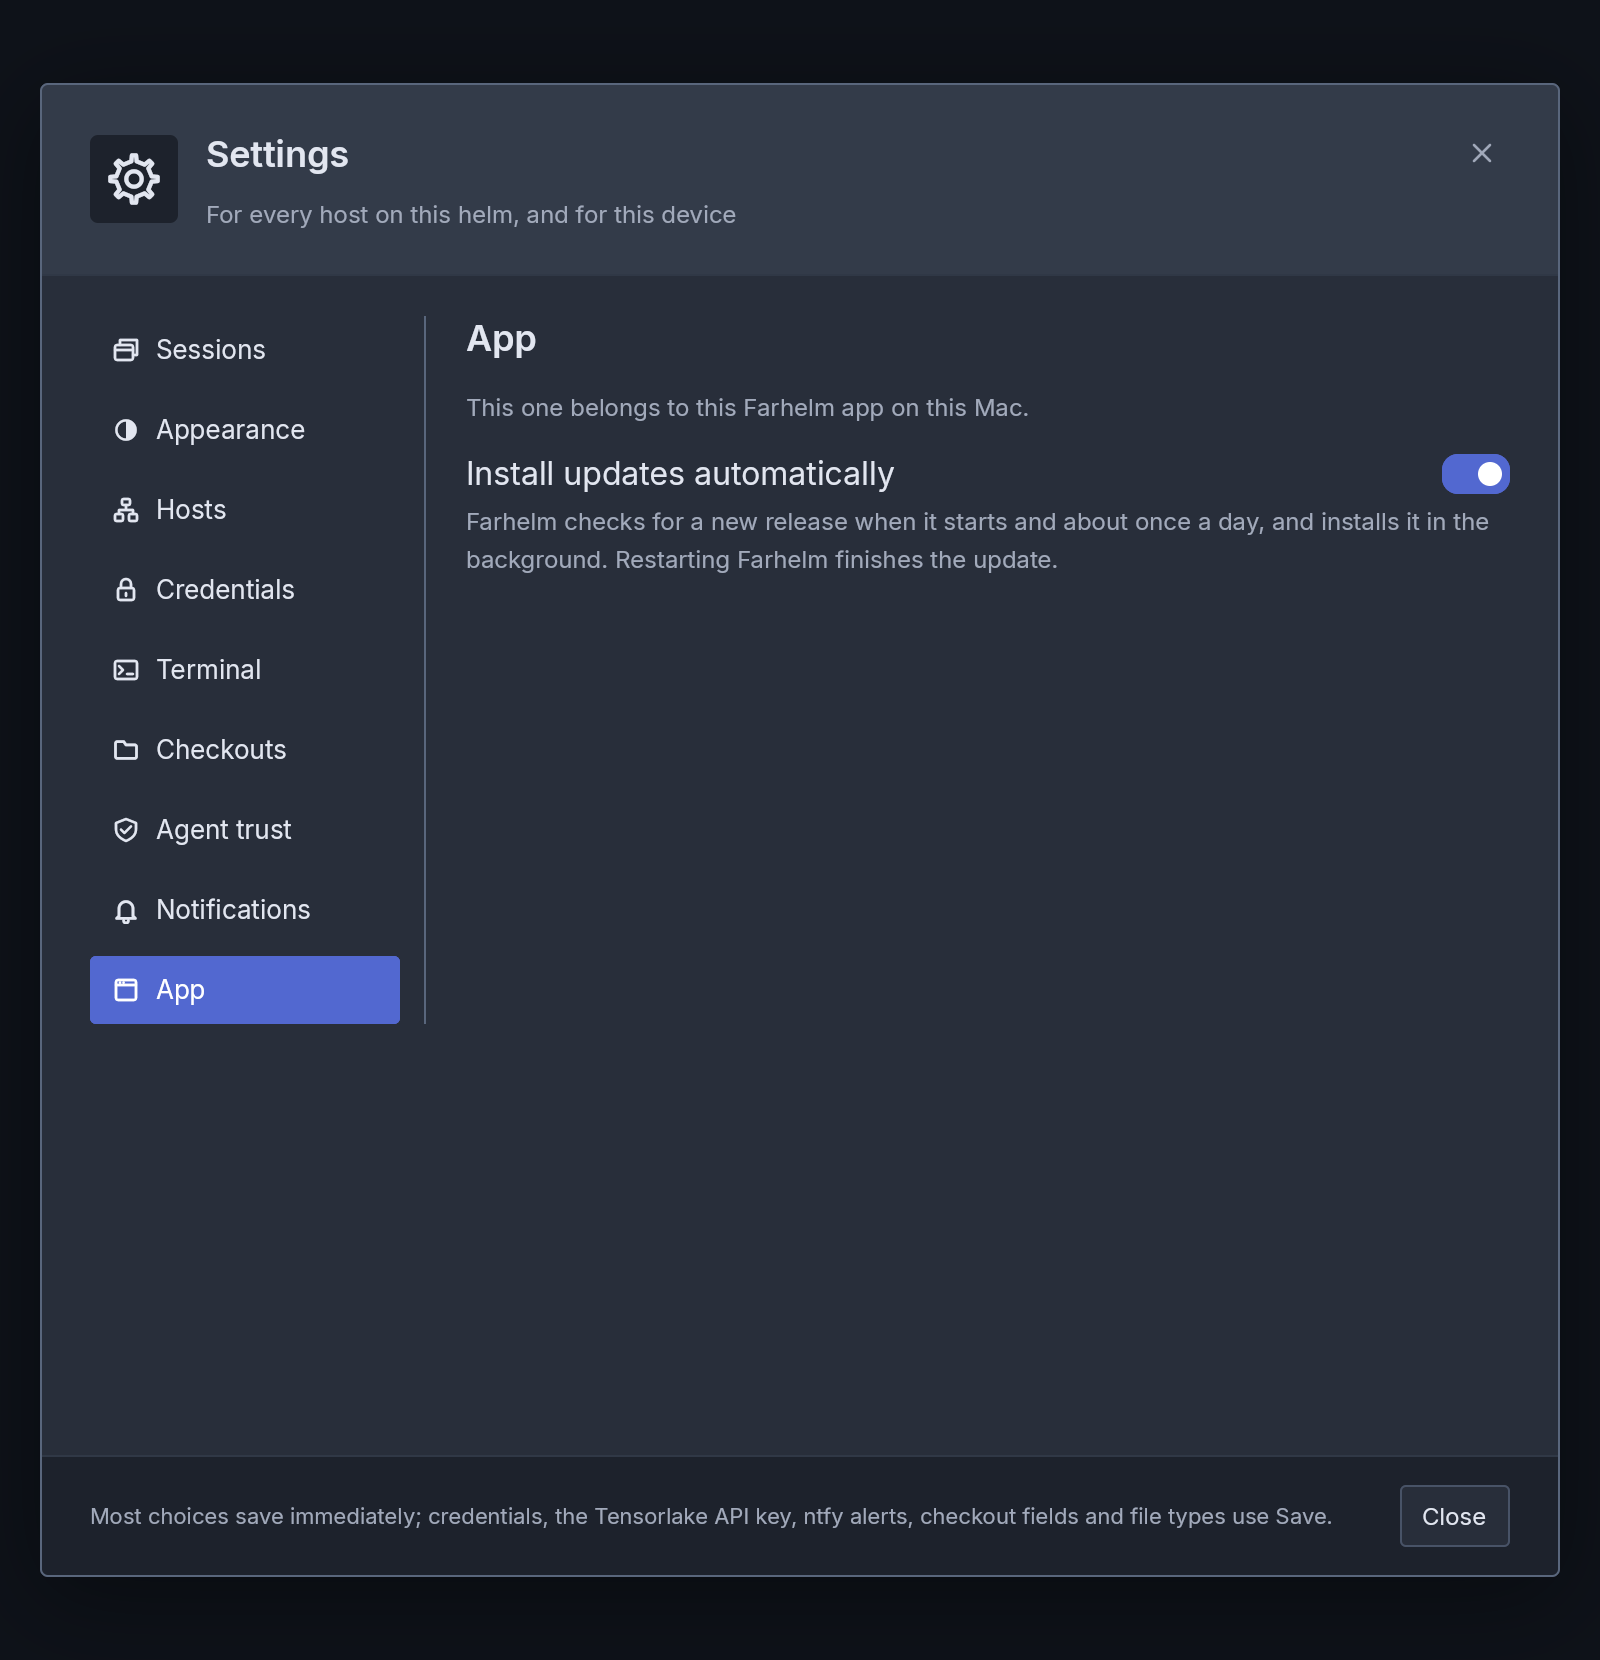 Settings
For every host on this helm, and for this device
Sessions
Appearance
Hosts
Credentials
Terminal
Checkouts
Agent trust
Notifications
App
App
This one belongs to this Farhelm app on this Mac.
Install updates automatically
Farhelm checks for a new release when it starts and about once a day, and installs it in the
background. Restarting Farhelm finishes the update.
Most choices save immediately; credentials, the Tensorlake API key, ntfy alerts, checkout fields and file types use Save.
Close